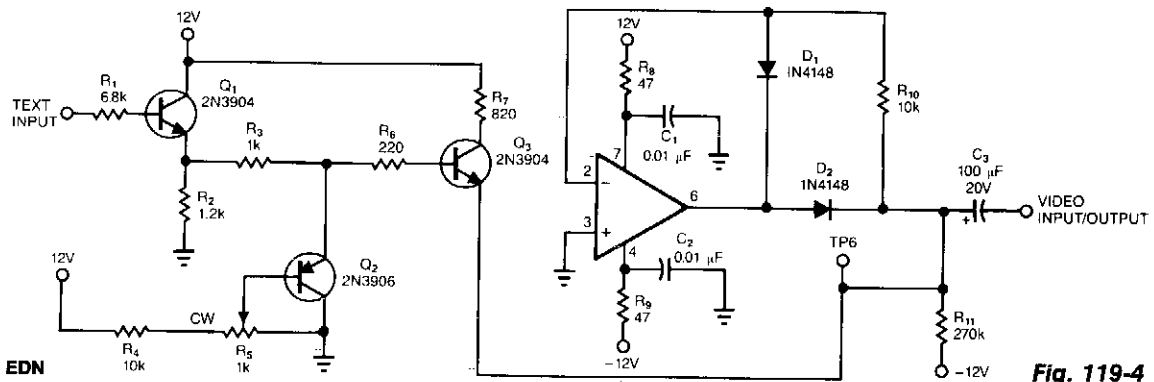 12V
Q1
2N3904
R1
6.8k
TEXT
INPUT
R2
1.2k
R3
1k
R6
220
R7
820
Q3
2N3904
Q2
2N3906
12V
R4
10k
CW
R5
1k
EDN
12V
R8
47
7
C1
0.01 µF
2
−
3
+
6
4
C2
0.01 µF
R9
47
−12V
D1
IN4148
D2
1N4148
R10
10k
C3
100 µF
20V
+
VIDEO
INPUT/OUTPUT
TP6
R11
270k
−12V
Fig. 119-4